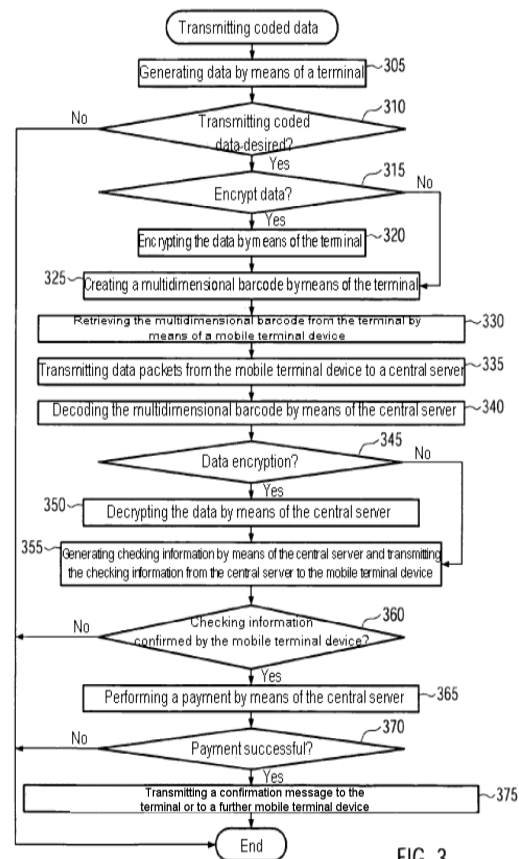 Transmitting coded data
Generating data by means of a terminal
305
310
No
Transmitting coded
data desired?
Yes
315
Encrypt data?
No
Yes
Encrypting the data by means of the terminal
320
325
Creating a multidimensional barcode by means of the terminal
Retrieving the multidimensional barcode from the terminal by
means of a mobile terminal device
330
Transmitting data packets from the mobile terminal device to a central server
335
Decoding the multidimensional barcode by means of the central server
340
345
Data encryption?
No
Yes
350
Decrypting the data by means of the central server
355
Generating checking information by means of the central server and transmitting
the checking information from the central server to the mobile terminal device
360
Checking information
No
confirmed by the mobile terminal device?
Yes
Performing a payment by means of the central server
365
370
No
Payment successful?
Yes
Transmitting a confirmation message to the
terminal or to a further mobile terminal device
375
End
FIG. 3